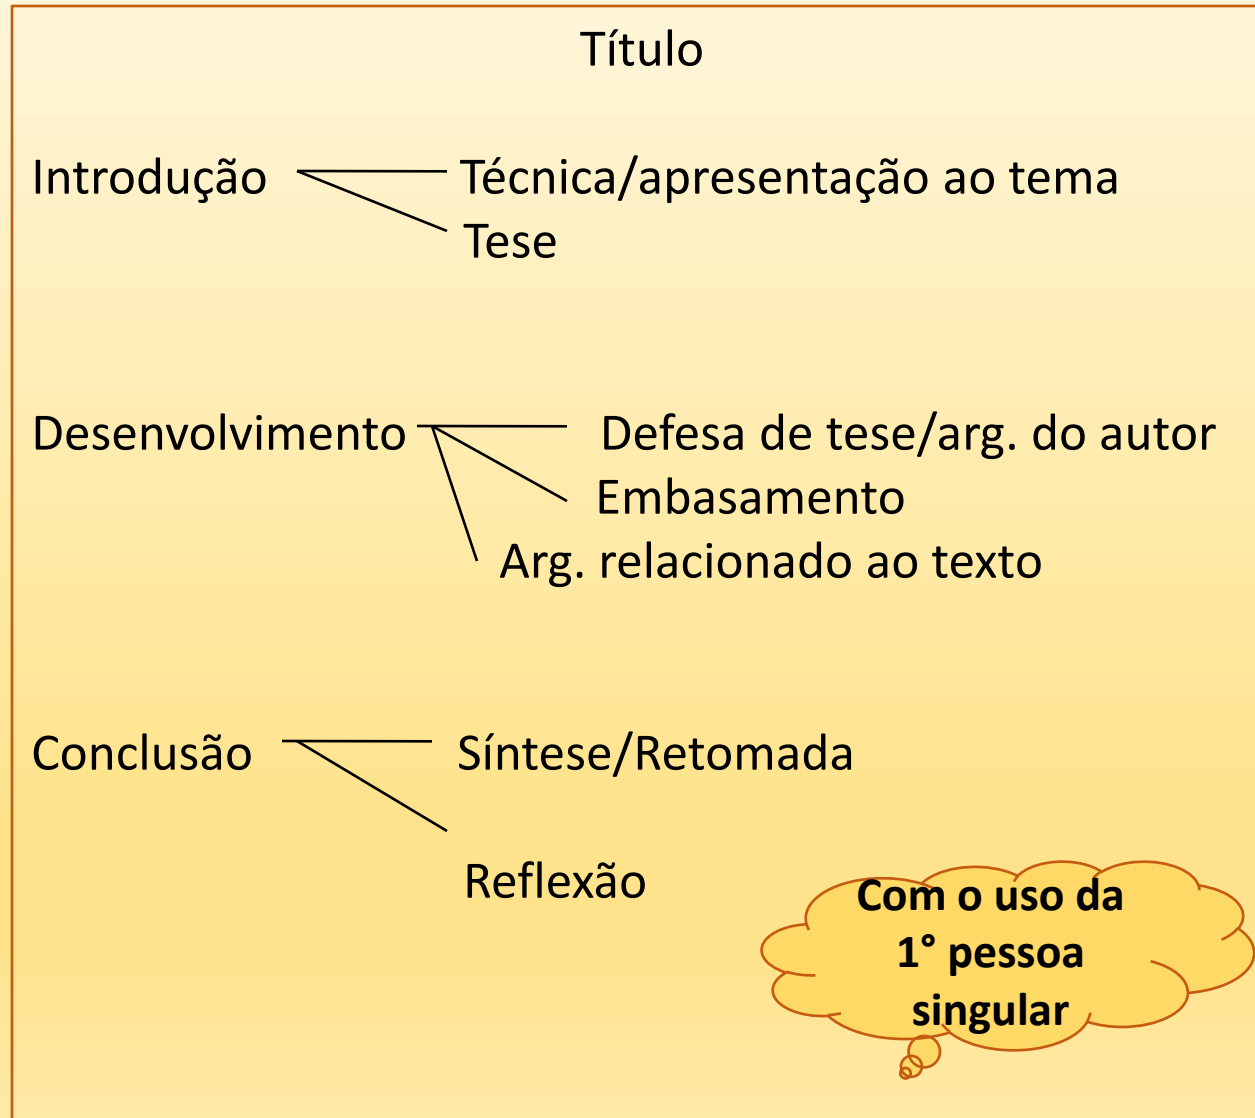 Título
Introdução Técnica/apresentação ao tema
Tese
Desenvolvimento Defesa de tese/arg. do autor
Embasamento
Arg. relacionado ao texto
Conclusão Síntese/Retomada
Reflexão
Com o uso da
1° pessoa
singular